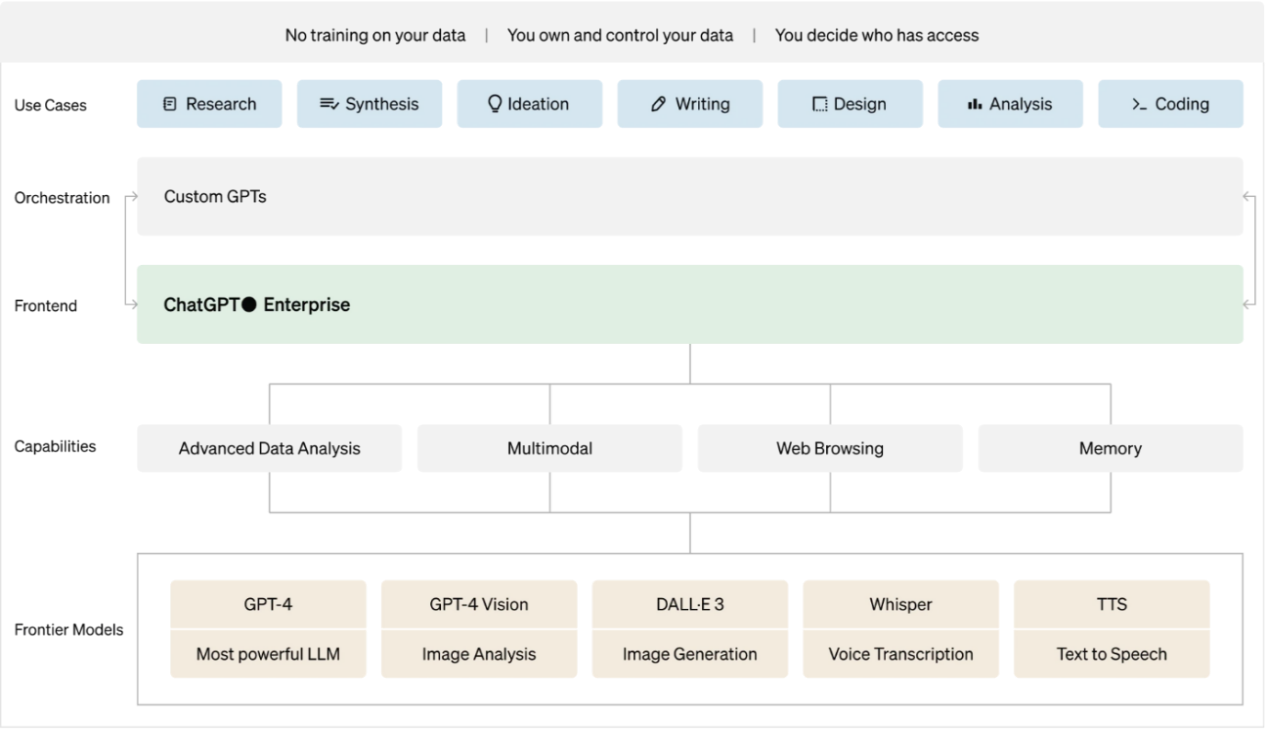 No training on your data | You own and control your data | You decide who has access
Use Cases
Research
Synthesis
Ideation
Writing
Design
Analysis
Coding
Orchestration
Custom GPTs
Frontend
ChatGPT● Enterprise
Capabilities
Advanced Data Analysis
Multimodal
Web Browsing
Memory
Frontier Models
GPT-4
Most powerful LLM
GPT-4 Vision
Image Analysis
DALL·E 3
Image Generation
Whisper
Voice Transcription
TTS
Text to Speech